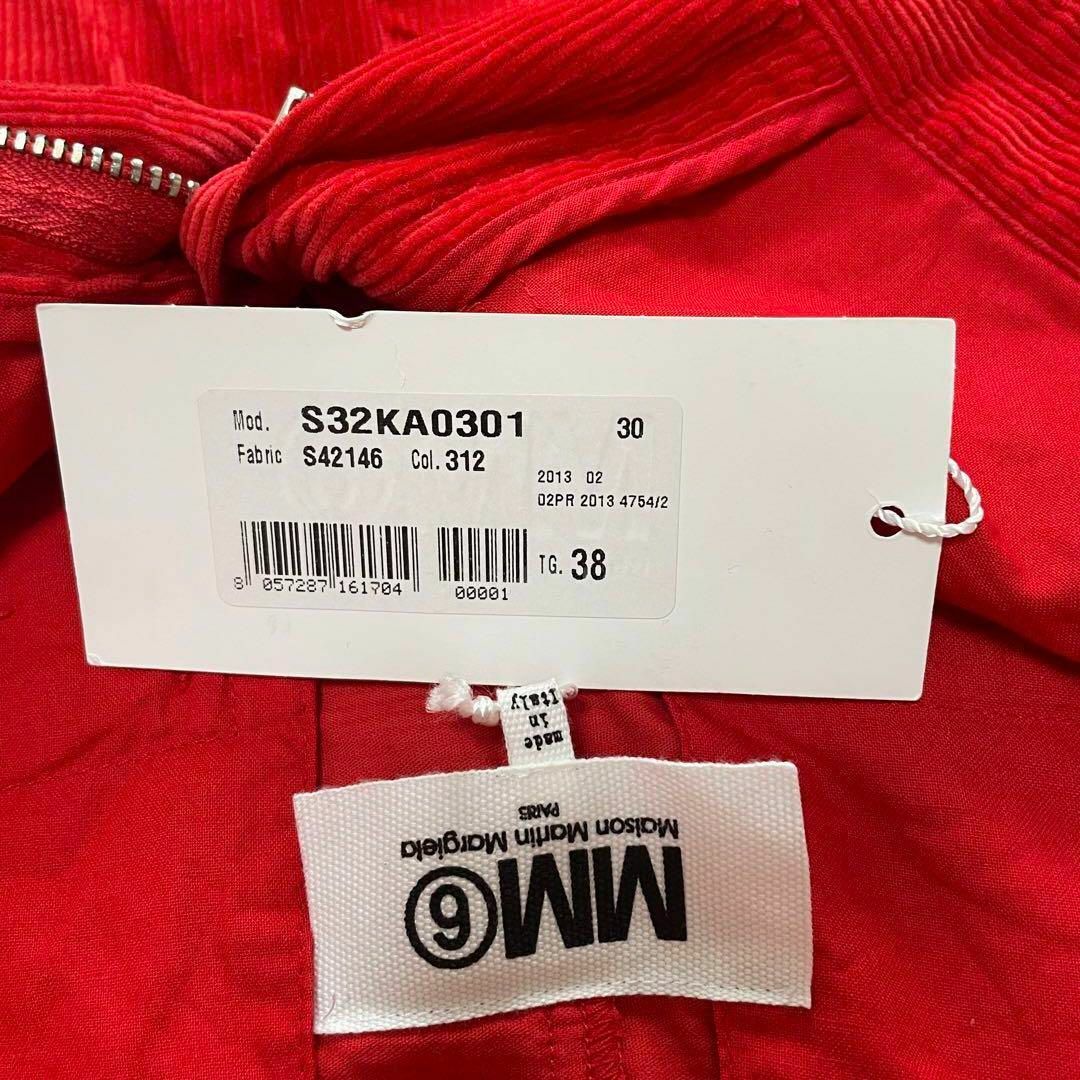 Mod. S32KA0301 30
Fabric S42146 Col. 312
2013 02
02PR 2013 4754/2
TG. 38
8 057287 161704
00001
made
in
Italy
MM6
Maison Martin Margiela
PARIS